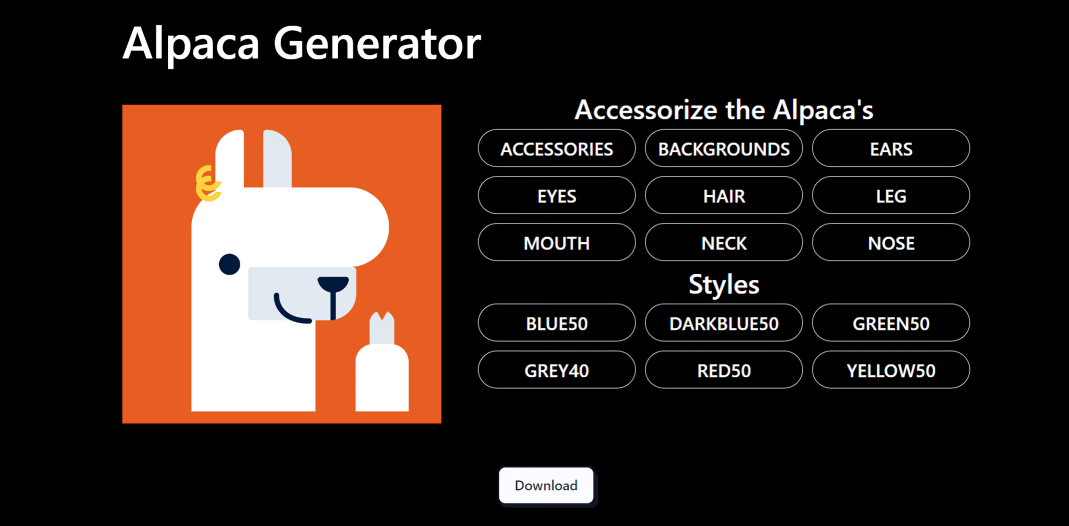 Alpaca Generator
Accessorize the Alpaca's
ACCESSORIES BACKGROUNDS EARS
EYES HAIR LEG
MOUTH NECK NOSE
Styles
BLUE50 DARKBLUE50 GREEN50
GREY40 RED50 YELLOW50
Download